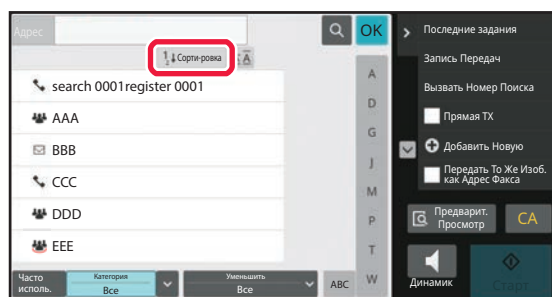 Адрес
OK
Сорти-ровка
search 0001register 0001
AAA
BBB
CCC
DDD
EEE
A
D
G
J
M
P
T
W
Часто
исполь.
Категория
Все
Уменьшить
Все
ABC
Последние задания
Запись Передач
Вызвать Номер Поиска
Прямая TX
Добавить Новую
Передать То Же Изоб.
как Адрес Факса
Предварит.
Просмотр
CA
Динамик
Старт